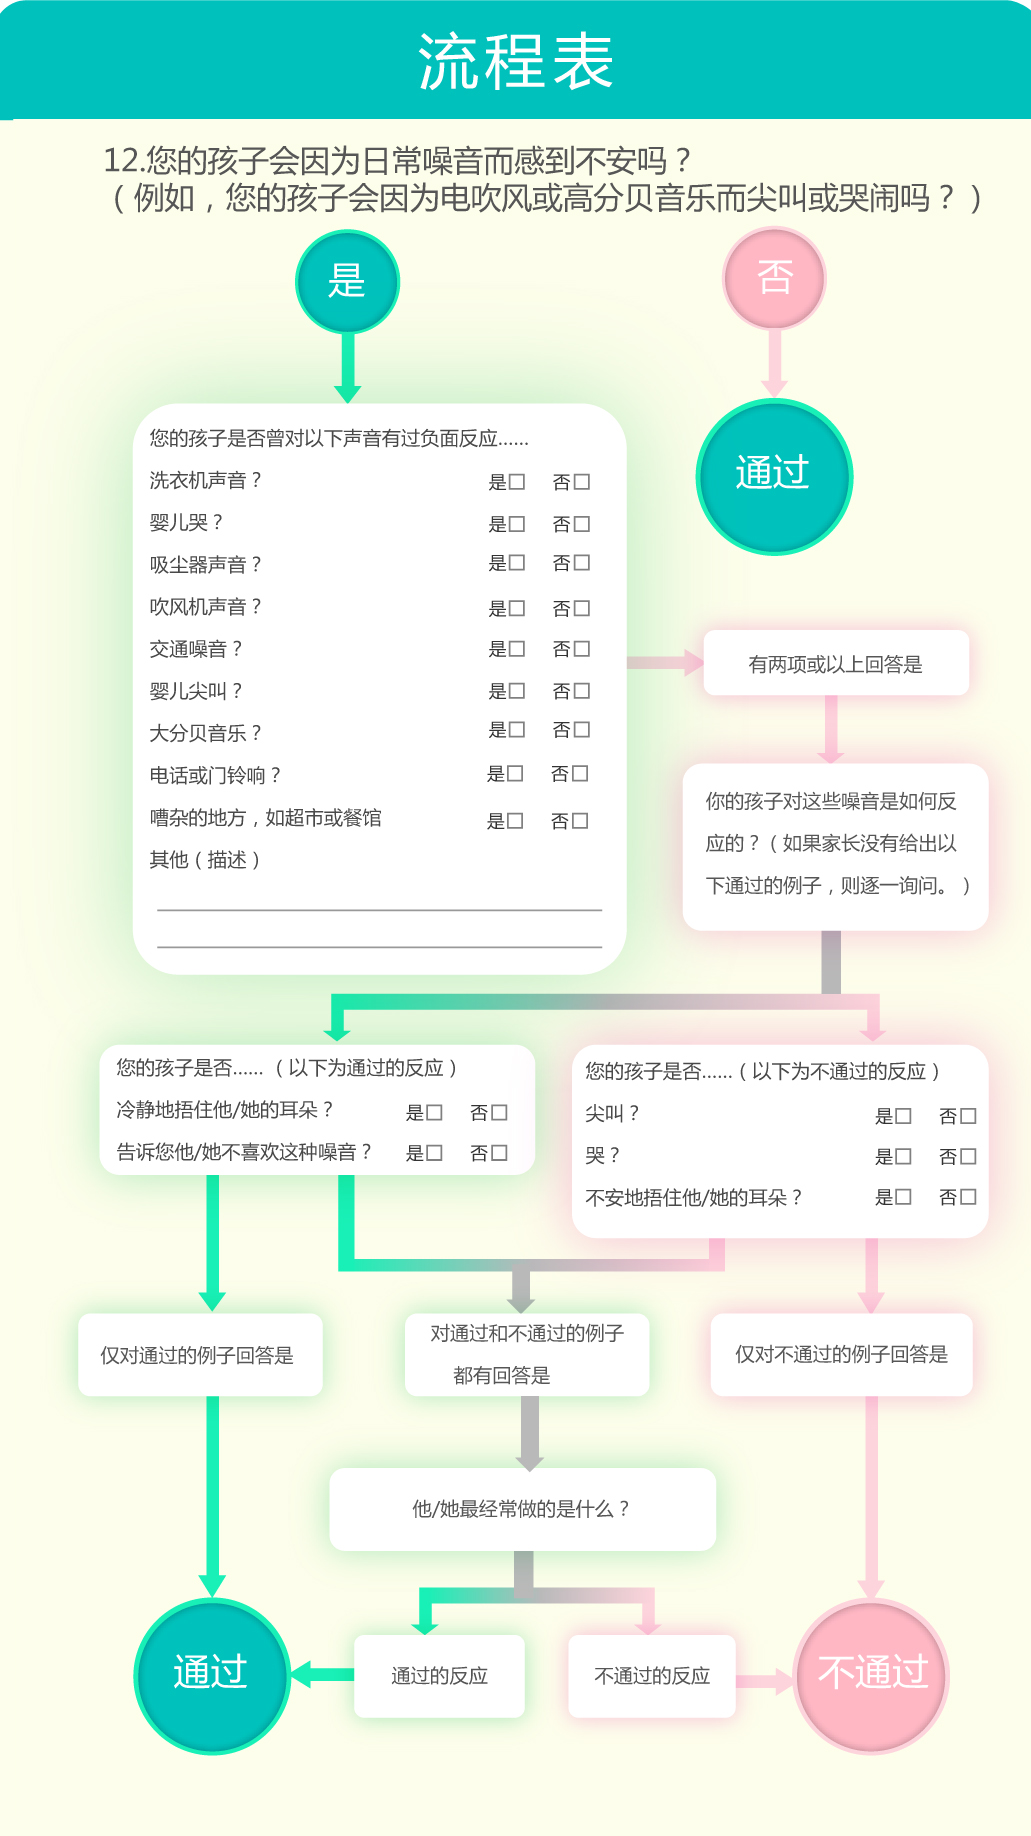 流程表
12.您的孩子会因为日常噪音而感到不安吗？
（例如，您的孩子会因为电吹风或高分贝音乐而尖叫或哭闹吗？）
是
否
通过
您的孩子是否曾对以下声音有过负面反应......
洗衣机声音？ 是□ 否□
婴儿哭？ 是□ 否□
吸尘器声音？ 是□ 否□
吹风机声音？ 是□ 否□
交通噪音？ 是□ 否□
婴儿尖叫？ 是□ 否□
大分贝音乐？ 是□ 否□
电话或门铃响？ 是□ 否□
嘈杂的地方，如超市或餐馆 是□ 否□
其他（描述）
有两项或以上回答是
你的孩子对这些噪音是如何反
应的？（如果家长没有给出以
下通过的例子，则逐一询问。）
您的孩子是否......（以下为通过的反应）
冷静地捂住他/她的耳朵？ 是□ 否□
告诉您他/她不喜欢这种噪音？ 是□ 否□
您的孩子是否......（以下为不通过的反应）
尖叫？ 是□ 否□
哭？ 是□ 否□
不安地捂住他/她的耳朵？ 是□ 否□
仅对通过的例子回答是
对通过和不通过的例子
都有回答是
仅对不通过的例子回答是
他/她最经常做的是什么？
通过
通过的反应
不通过的反应
不通过